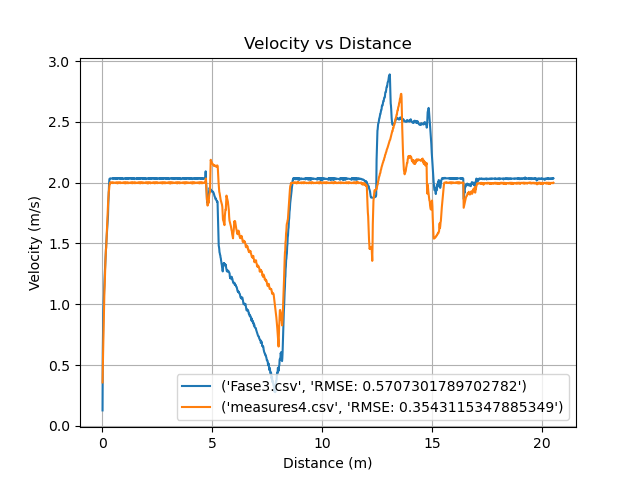 Velocity vs Distance
Velocity (m/s)
3.0
2.5
2.0
1.5
1.0
0.5
0.0
('Fase3.csv', 'RMSE: 0.5707301789702782')
('measures4.csv', 'RMSE: 0.3543115347885349')
0
5
10
15
20
Distance (m)